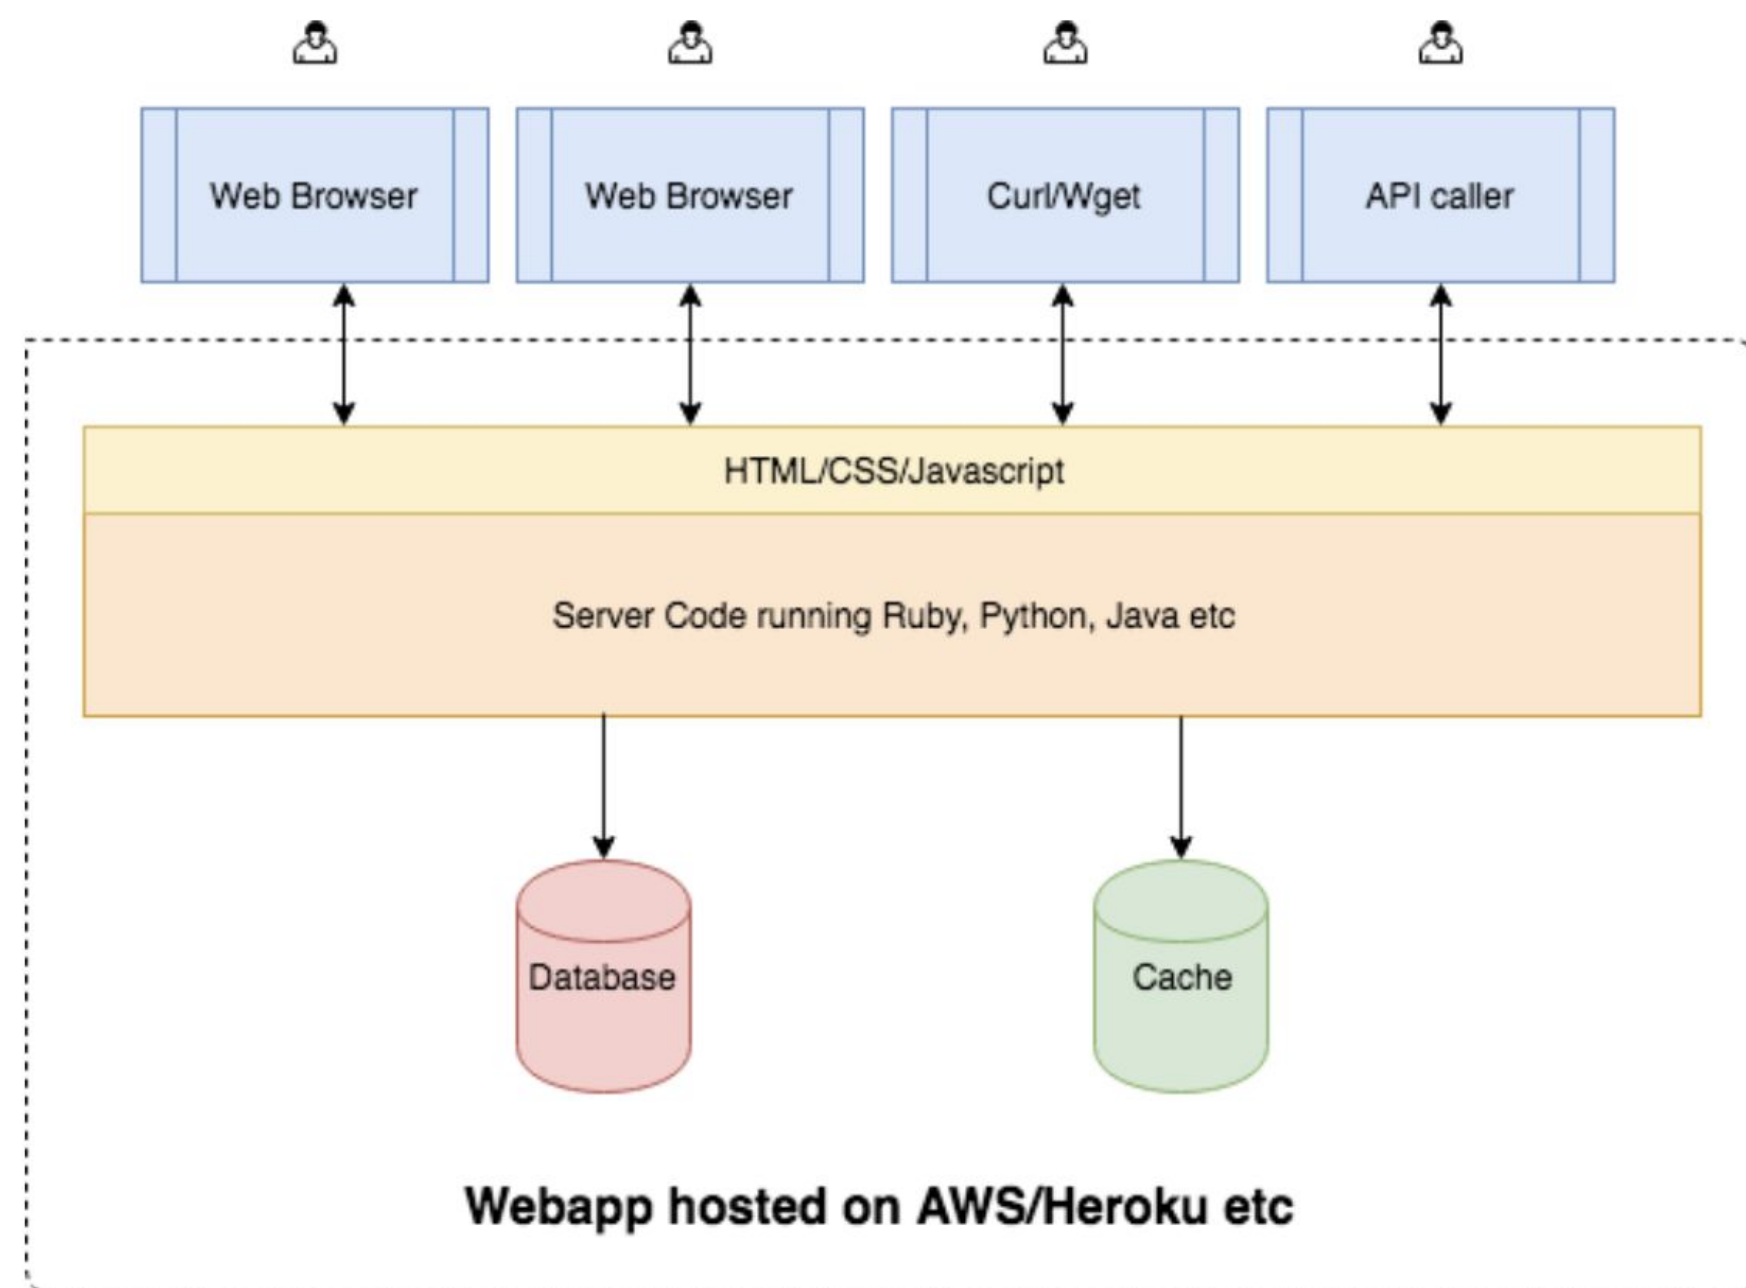 Web Browser
Web Browser
Curl/Wget
API caller
HTML/CSS/Javascript
Server Code running Ruby, Python, Java etc
Database
Cache
Webapp hosted on AWS/Heroku etc